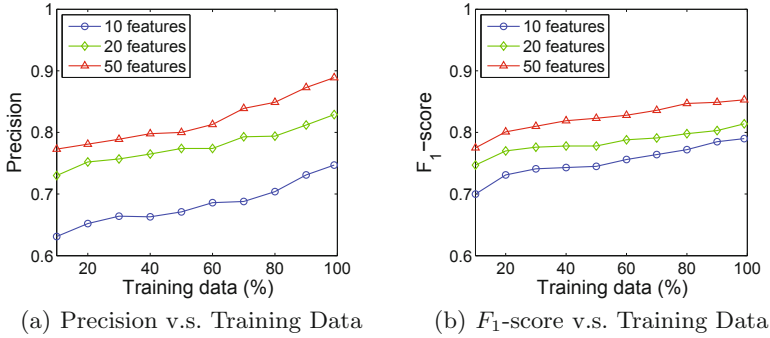 1
0.9
0.8
0.7
0.6
Precision
10 features
20 features
50 features
20 40 60 80 100
Training data (%)
(a) Precision v.s. Training Data
1
0.9
0.8
0.7
0.6
F1−score
10 features
20 features
50 features
20 40 60 80 100
Training data (%)
(b) F1-score v.s. Training Data